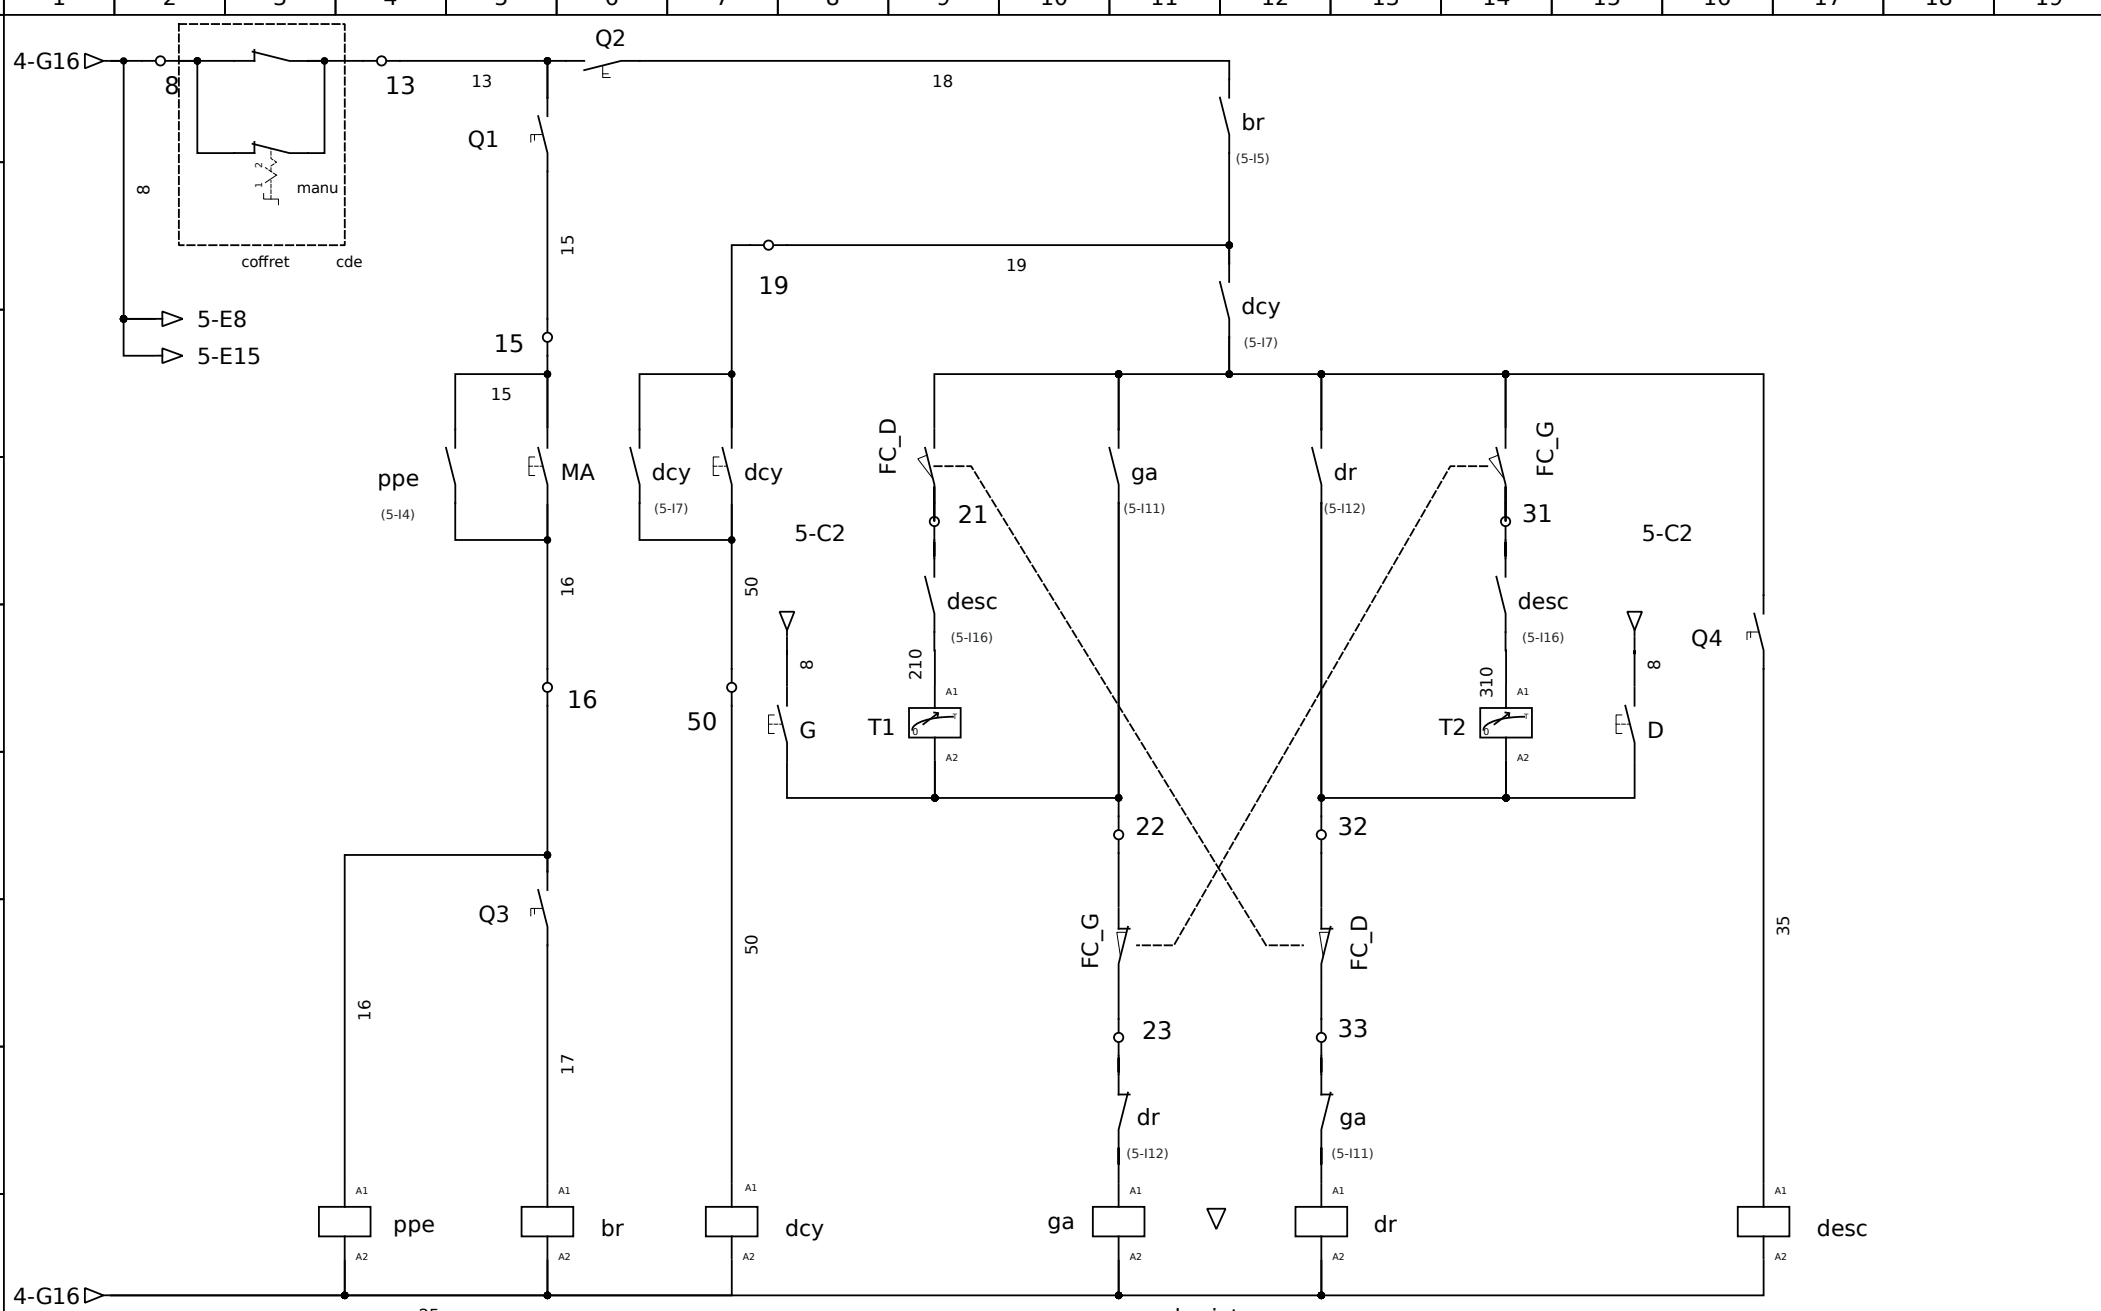 1 2 3 4 5 6 7 8 9 10 11 12 13 14 15 16 17 18 19
Q2
4-G16
8 13 13 18
br
Q1
(5-I5)
8 1 2 manu
15
coffret cde
19
19
dcy
5-E8
15
(5-I7)
5-E15
15
FC_D FC_G
ppe MA dcy dcy ga dr
(5-I4) (5-I7) (5-I11) (5-I12)
21 31
5-C2 5-C2
16 50
desc desc
(5-I16) (5-I16)
Q4
8 210 310 8
A1 A1
16
50 G T1 0 T T2 0 T D
A2 A2
22 32
Q3
FC_G FC_D 35
50
16
23 33
17
dr ga
(5-I12) (5-I11)
A1 A1 A1 A1 A1 A1
ppe br dcy ga dr desc
A2 A2 A2 A2 A2 A2
4-G16